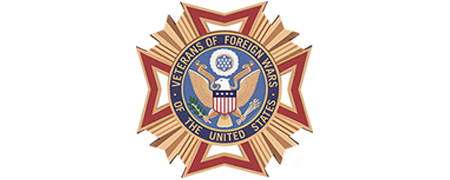 VETERANS OF FOREIGN WARS
OF THE UNITED STATES